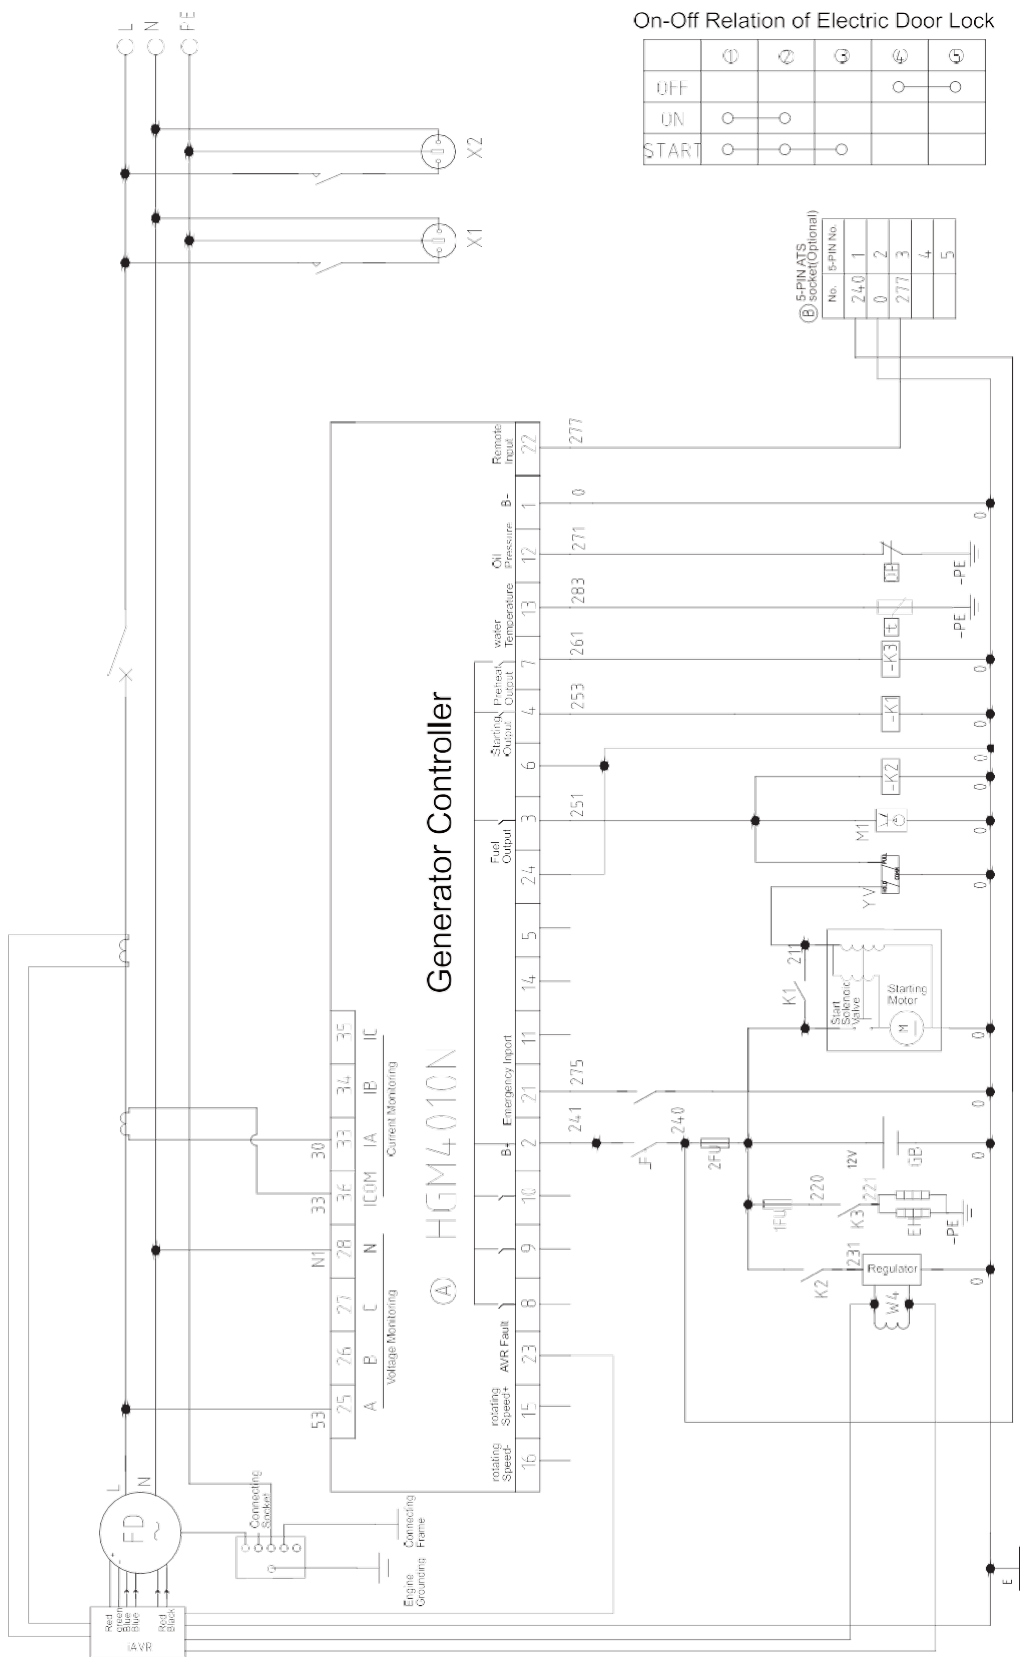 On-Off Relation of Electric Door Lock
① ② ③ ④ ⑤
OFF
ON
START
L
N
PE
X2
X1
Ⓑ 5-PIN ATS
socket(Optional)
No. 5-PIN No.
240 1
0 2
277 3
4
5
Generator Controller
Ⓐ HGM4010N
Remote
Input
22
277
B-
1
0
Oil
Pressure
12
271
-PE
water
Temperature
13
283
t
-PE
Preheat
Output
7
261
-K3
0
Starting
Output
4
253
-K1
0
6
0
-K2
0
Fuel
Output
3
251
M1
0
24
YV
PULL
HOLD
COMM
0
5
14
11
211
K1
Start
Solenoid
Valve
Starting
Motor
M
0
Emergency Inport
21
275
0
B+
2
241
240
2FU
12V
GB
0
10
1FU
220
K3
221
EH
-PE
9
8
K2
231
Regulator
W4
0
AVR Fault
23
rotating
Speed+
15
rotating
Speed-
16
35 IC
34 IB
33 IA
36 ICOM
Current Monitoring
30
33
28 N
27 C
26 B
25 A
Voltage Monitoring
N1
53
L
N
FD
~
+
-
Connecting
Socket
Connecting
Frame
Engine
Grounding
Red
green
Blue
Blue
Red
Black
AVR
E